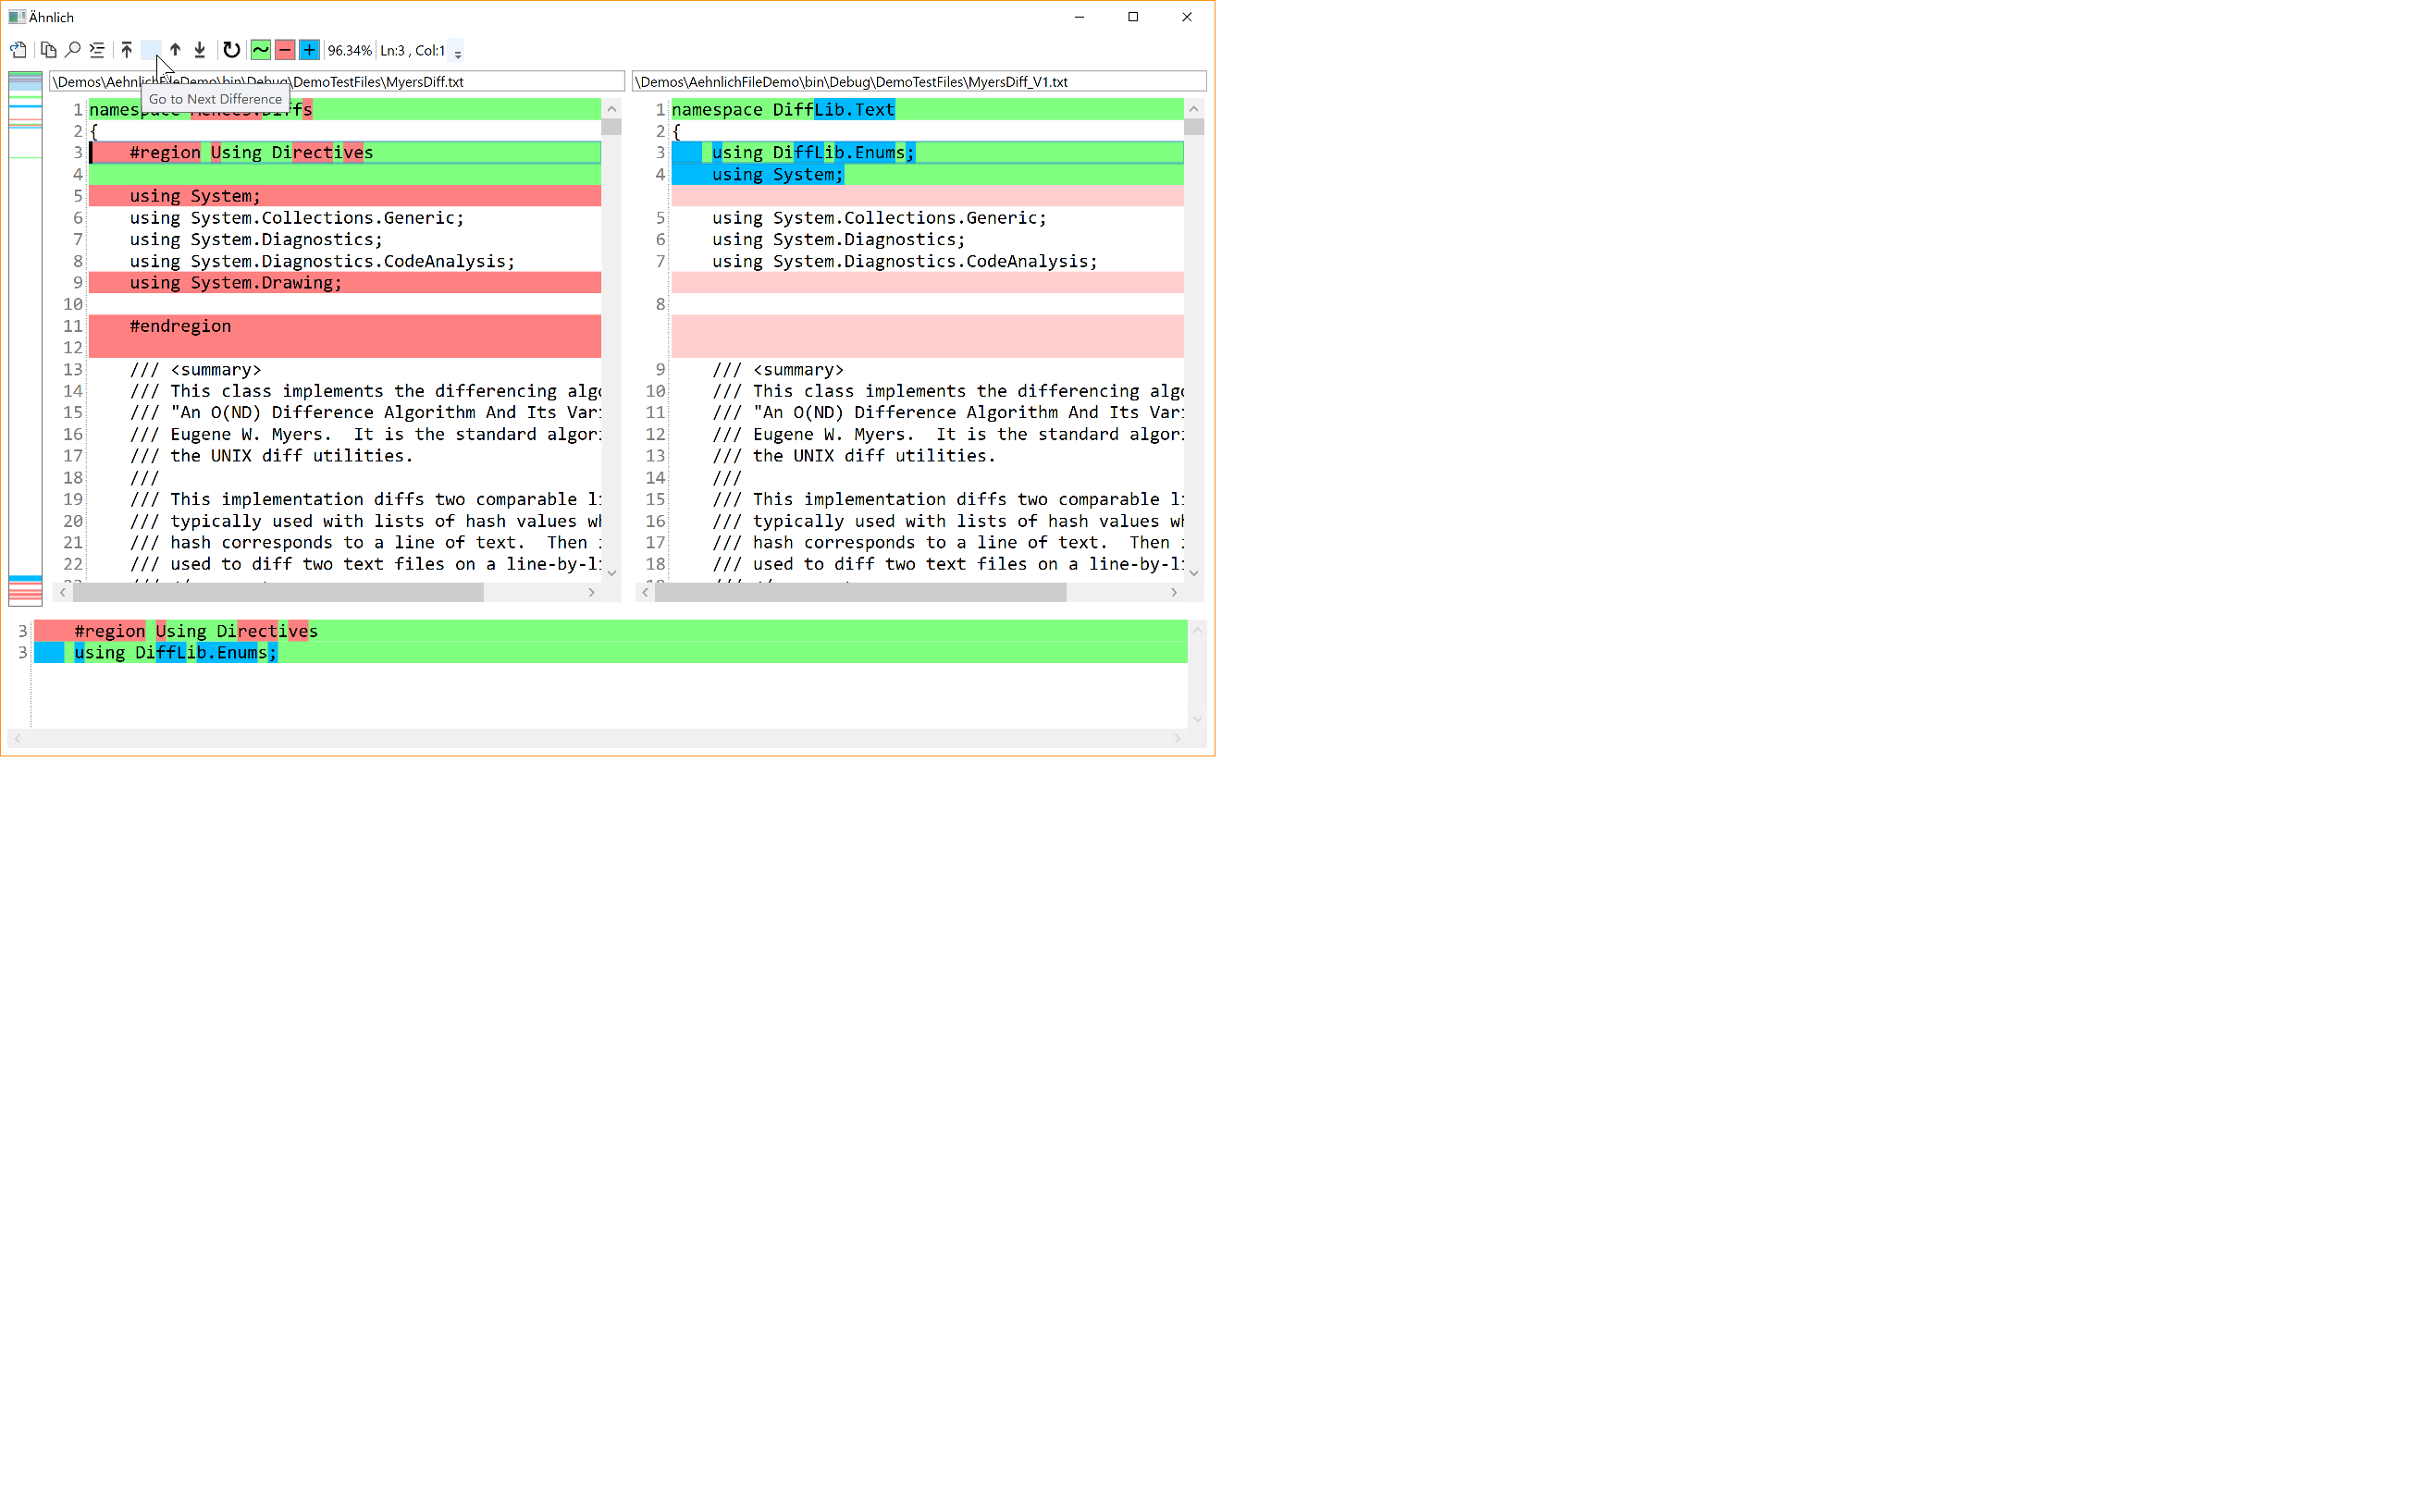 Ähnlich
96.34% Ln:3 , Col:1
\Demos\AehnlichFileDemo\bin\Debug\DemoTestFiles\MyersDiff.txt
Go to Next Difference
1 namespace Menees.Diffs
2 {
3 #region Using Directives
4
5 using System;
6 using System.Collections.Generic;
7 using System.Diagnostics;
8 using System.Diagnostics.CodeAnalysis;
9 using System.Drawing;
10
11 #endregion
12
13 /// <summary>
14 /// This class implements the differencing algo
15 /// "An O(ND) Difference Algorithm And Its Var
16 /// Eugene W. Myers.  It is the standard algor
17 /// the UNIX diff utilities.
18 ///
19 /// This implementation diffs two comparable l
20 /// typically used with lists of hash values w
21 /// hash corresponds to a line of text.  Then
22 /// used to diff two text files on a line-by-l
\Demos\AehnlichFileDemo\bin\Debug\DemoTestFiles\MyersDiff_V1.txt
1 namespace DiffLib.Text
2 {
3 using DiffLib.Enums;
4 using System;
5 using System.Collections.Generic;
6 using System.Diagnostics;
7 using System.Diagnostics.CodeAnalysis;
8
9 /// <summary>
10 /// This class implements the differencing algo
11 /// "An O(ND) Difference Algorithm And Its Var
12 /// Eugene W. Myers.  It is the standard algor
13 /// the UNIX diff utilities.
14 ///
15 /// This implementation diffs two comparable l
16 /// typically used with lists of hash values w
17 /// hash corresponds to a line of text.  Then
18 /// used to diff two text files on a line-by-l
3 #region Using Directives
3 using DiffLib.Enums;